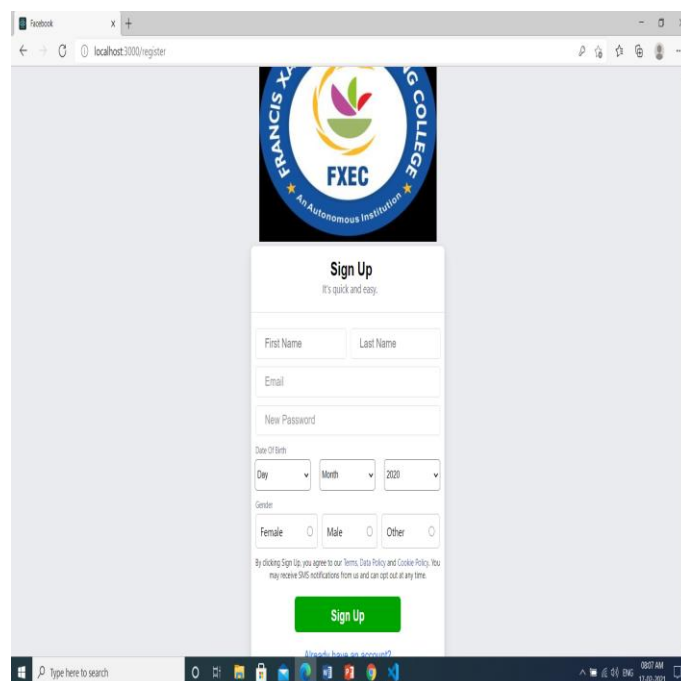 Facebook
localhost:3000/register
FRANCIS XA
NG COLLEGE
FXEC
An Autonomous Institution
Sign Up
It's quick and easy.
First Name Last Name
Email
New Password
Date Of Birth
Day Month 2020
Gender
Female Male Other
By clicking Sign Up, you agree to our Terms, Data Policy and Cookie Policy. You
may receive SMS notifications from us and can opt out at any time.
Sign Up
Already have an account?
Type here to search
ENG
08:07 AM
17-02-2021